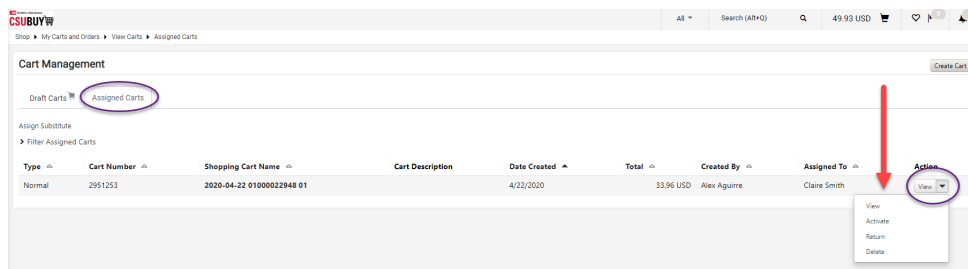 CSUBUY
All Search (Alt+Q) 49.93 USD
Shop My Carts and Orders View Carts Assigned Carts
Cart Management
Create Cart
Draft Carts Assigned Carts
Assign Substitute
Filter Assigned Carts
Type Cart Number Shopping Cart Name Cart Description Date Created Total Created By Assigned To Action
Normal 2951253 2020-04-22 01000022948 01 4/22/2020 33.96 USD Alex Aguirre Claire Smith View
View
Activate
Return
Delete